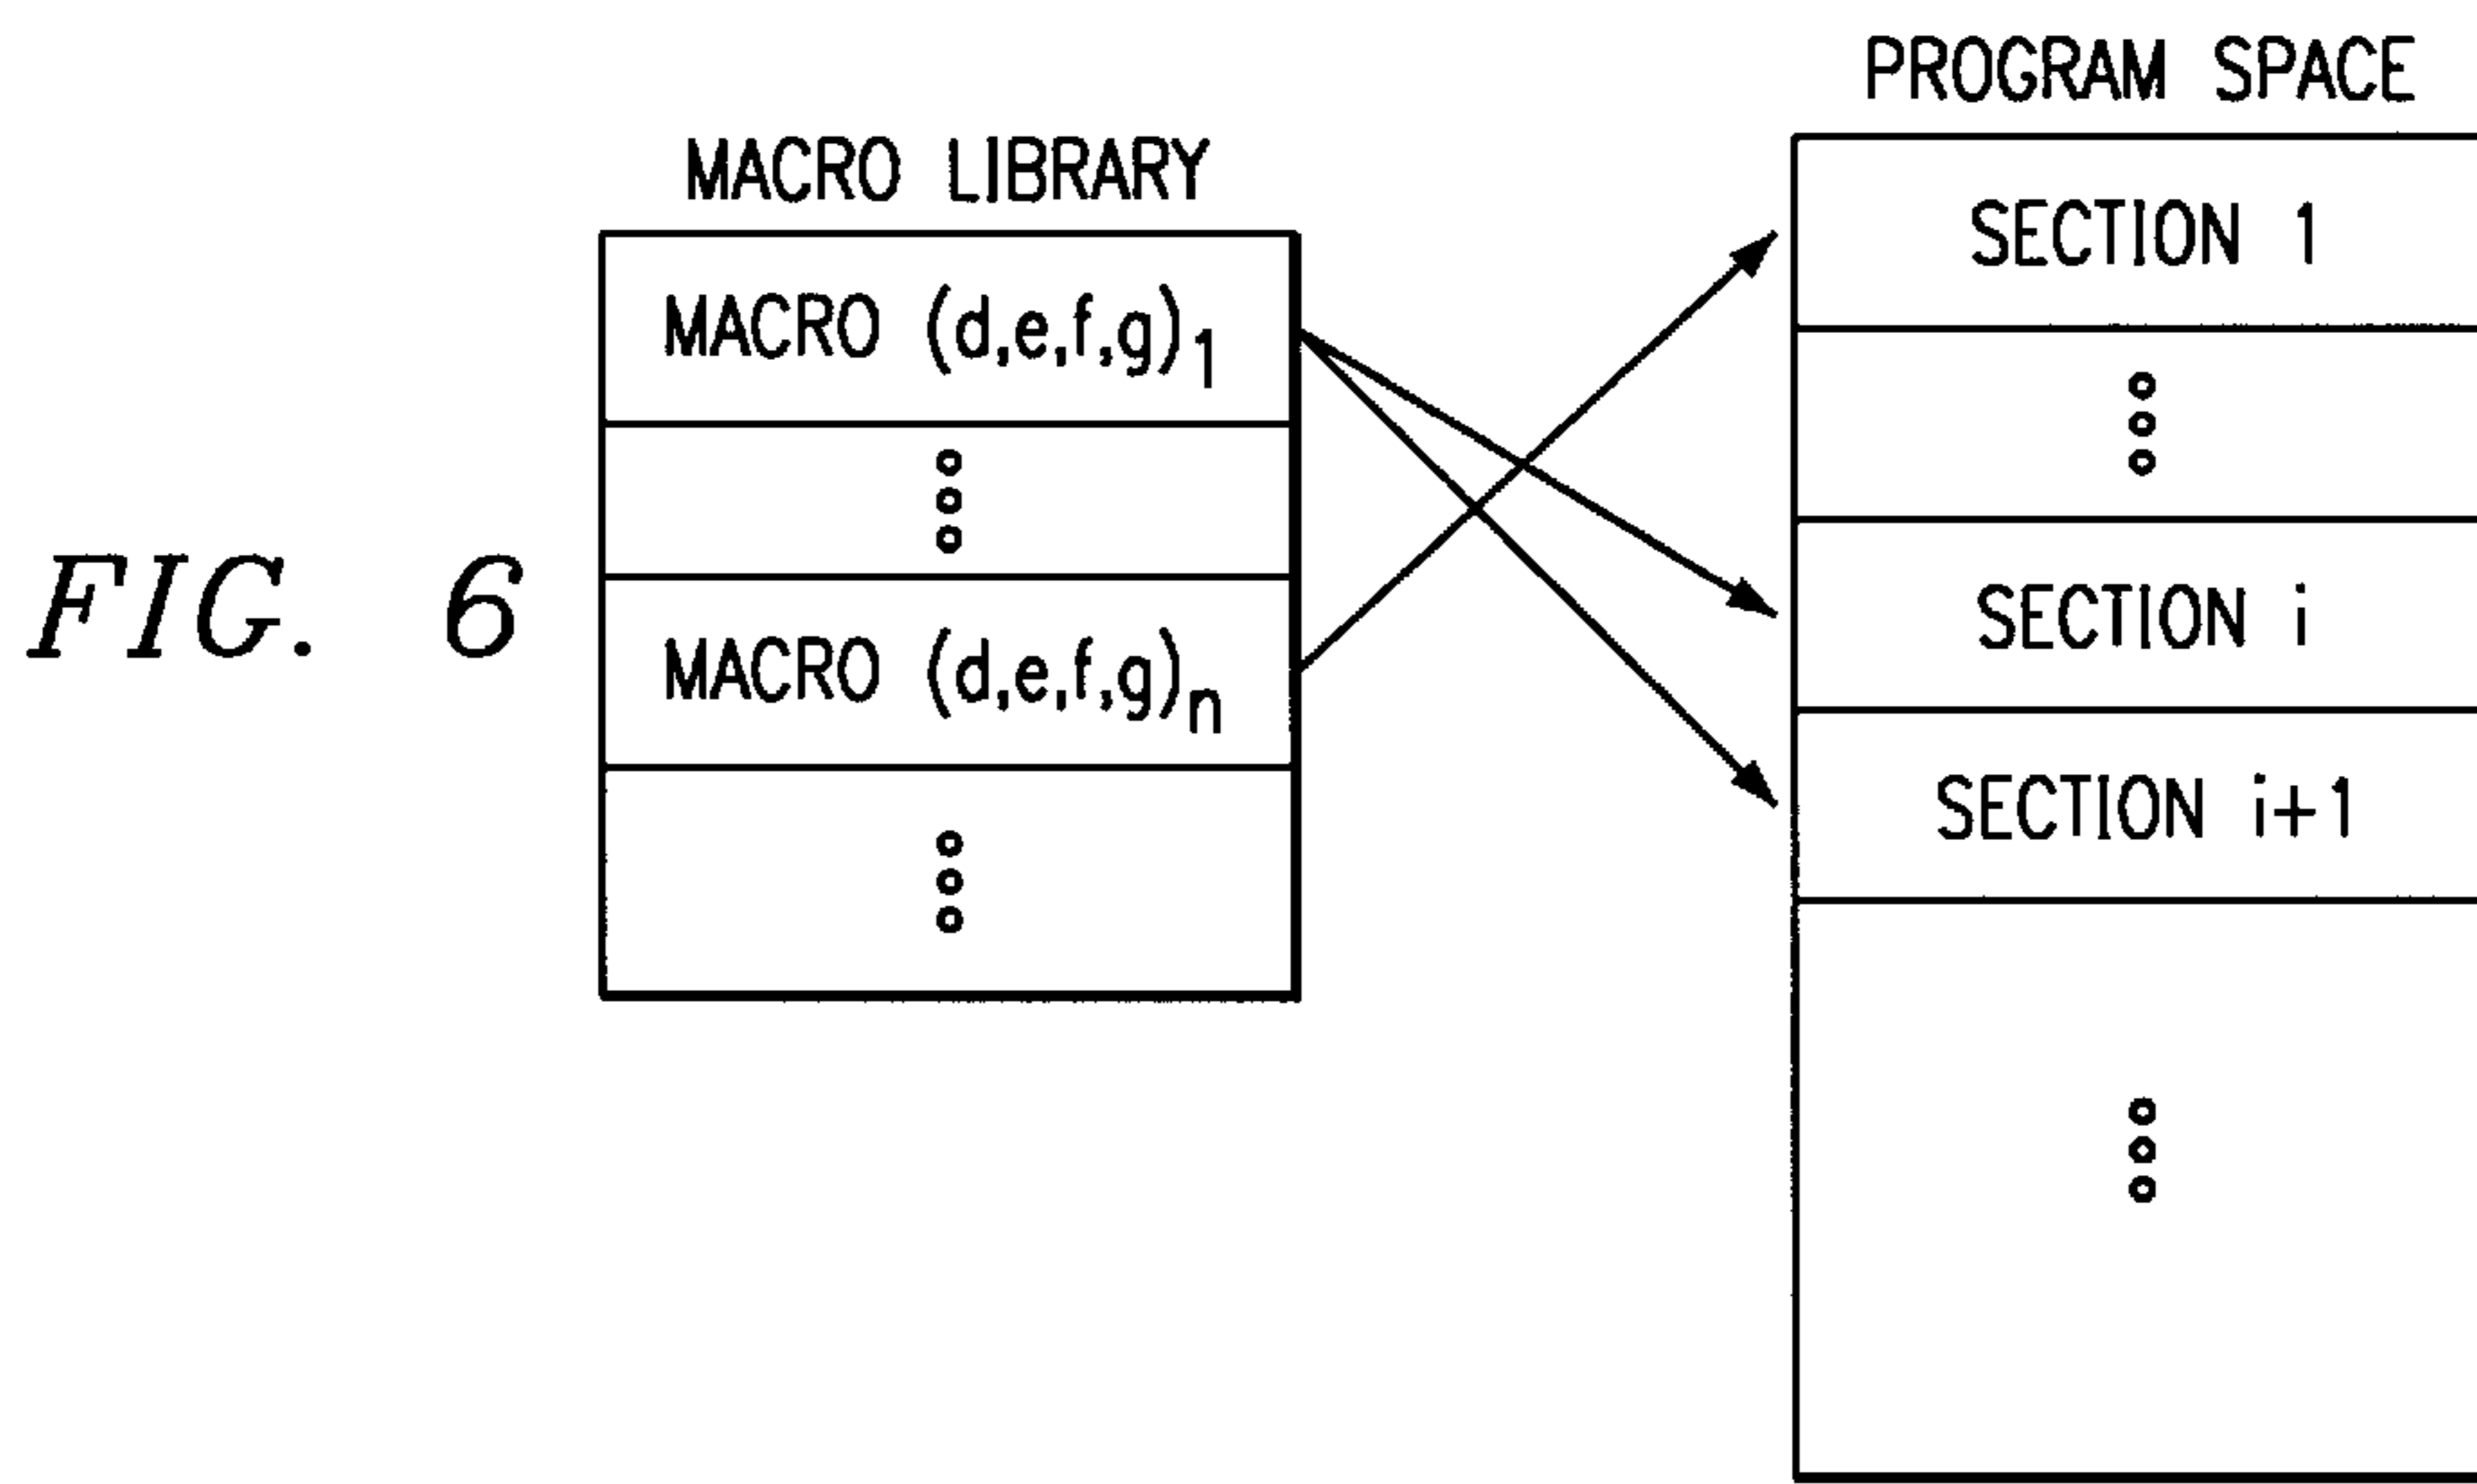 PROGRAM SPACE
MACRO LIBRARY
SECTION 1
MACRO (d,e,f,g)1
FIG. 6
SECTION i
MACRO (d,e,f,g)n
SECTION i+1